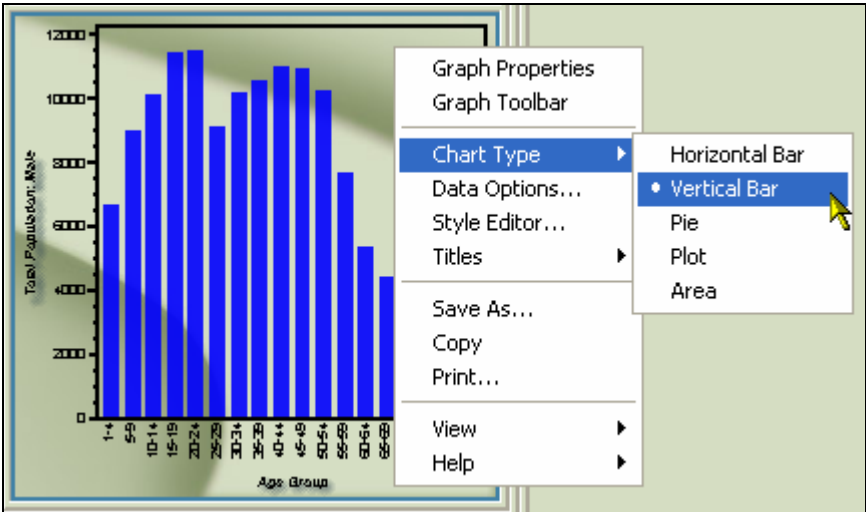 12000
10000
8000
6000
4000
2000
0
Total Population: Male
1-4
5-9
10-14
15-19
20-24
25-29
30-34
35-39
40-44
45-49
50-54
55-59
60-64
65-69
Age Group
Graph Properties
Graph Toolbar
Chart Type
Data Options...
Style Editor...
Titles
Save As...
Copy
Print...
View
Help
Horizontal Bar
Vertical Bar
Pie
Plot
Area